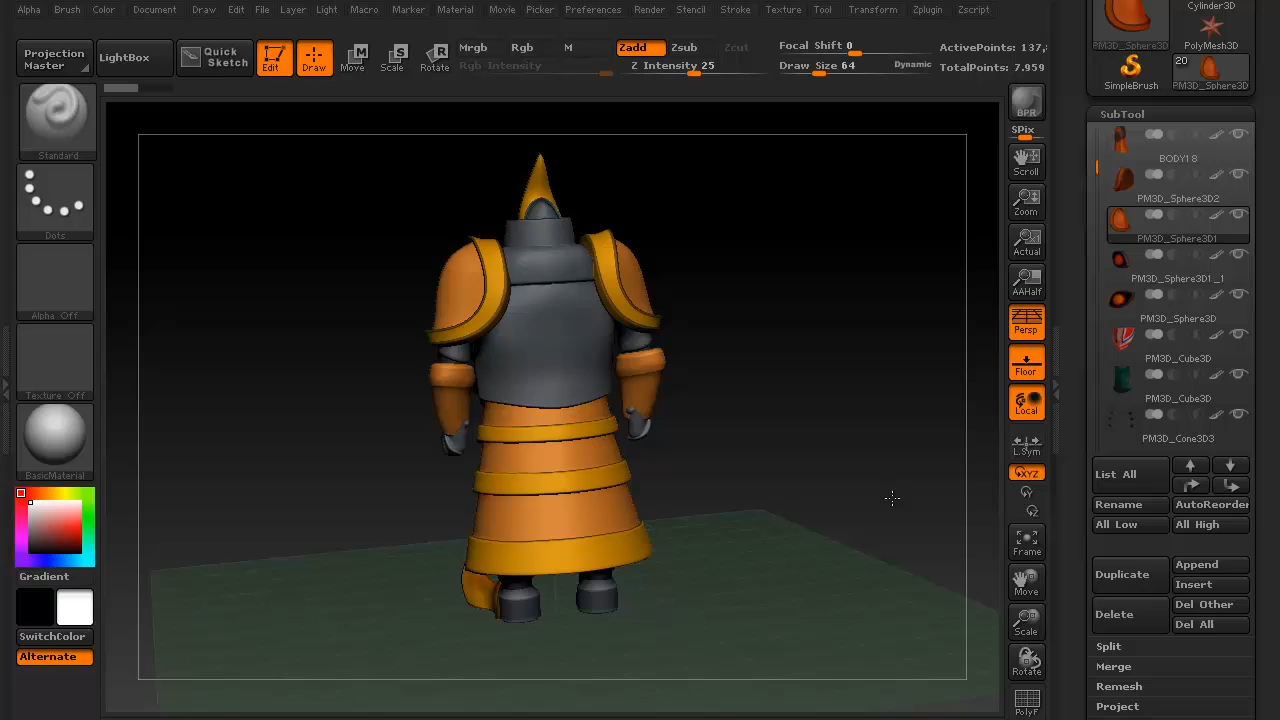 Alpha Brush Color Document Draw Edit File Layer Light Macro Marker Material Movie Picker Preferences Render Stencil Stroke Texture Tool Transform Zplugin Zscript
Projection Master
LightBox
Quick Sketch
Edit
Draw
Move
Scale
Rotate
Mrgb Rgb M
Rgb Intensity
Zadd Zsub Zcut
Z Intensity 25
Focal Shift 0
Draw Size 64
Dynamic
ActivePoints: 137,
TotalPoints: 7.959
Standard
Dots
Alpha Off
Texture Off
BasicMaterial
Gradient
SwitchColor
Alternate
BPR
SPix
Scroll
Zoom
Actual
AAHalf
Persp
Floor
Local
L.Sym
XYZ
Frame
Move
Scale
Rotate
PolyF
Cylinder3D
PM3D_Sphere3D
PolyMesh3D
SimpleBrush
20
PM3D_Sphere3D
SubTool
BODY1 8
PM3D_Sphere3D2
PM3D_Sphere3D1
PM3D_Sphere3D1_1
PM3D_Sphere3D
PM3D_Cube3D
PM3D_Cube3D
PM3D_Cone3D3
List All
Rename AutoReorder
All Low All High
Duplicate
Append
Insert
Delete
Del Other
Del All
Split
Merge
Remesh
Project